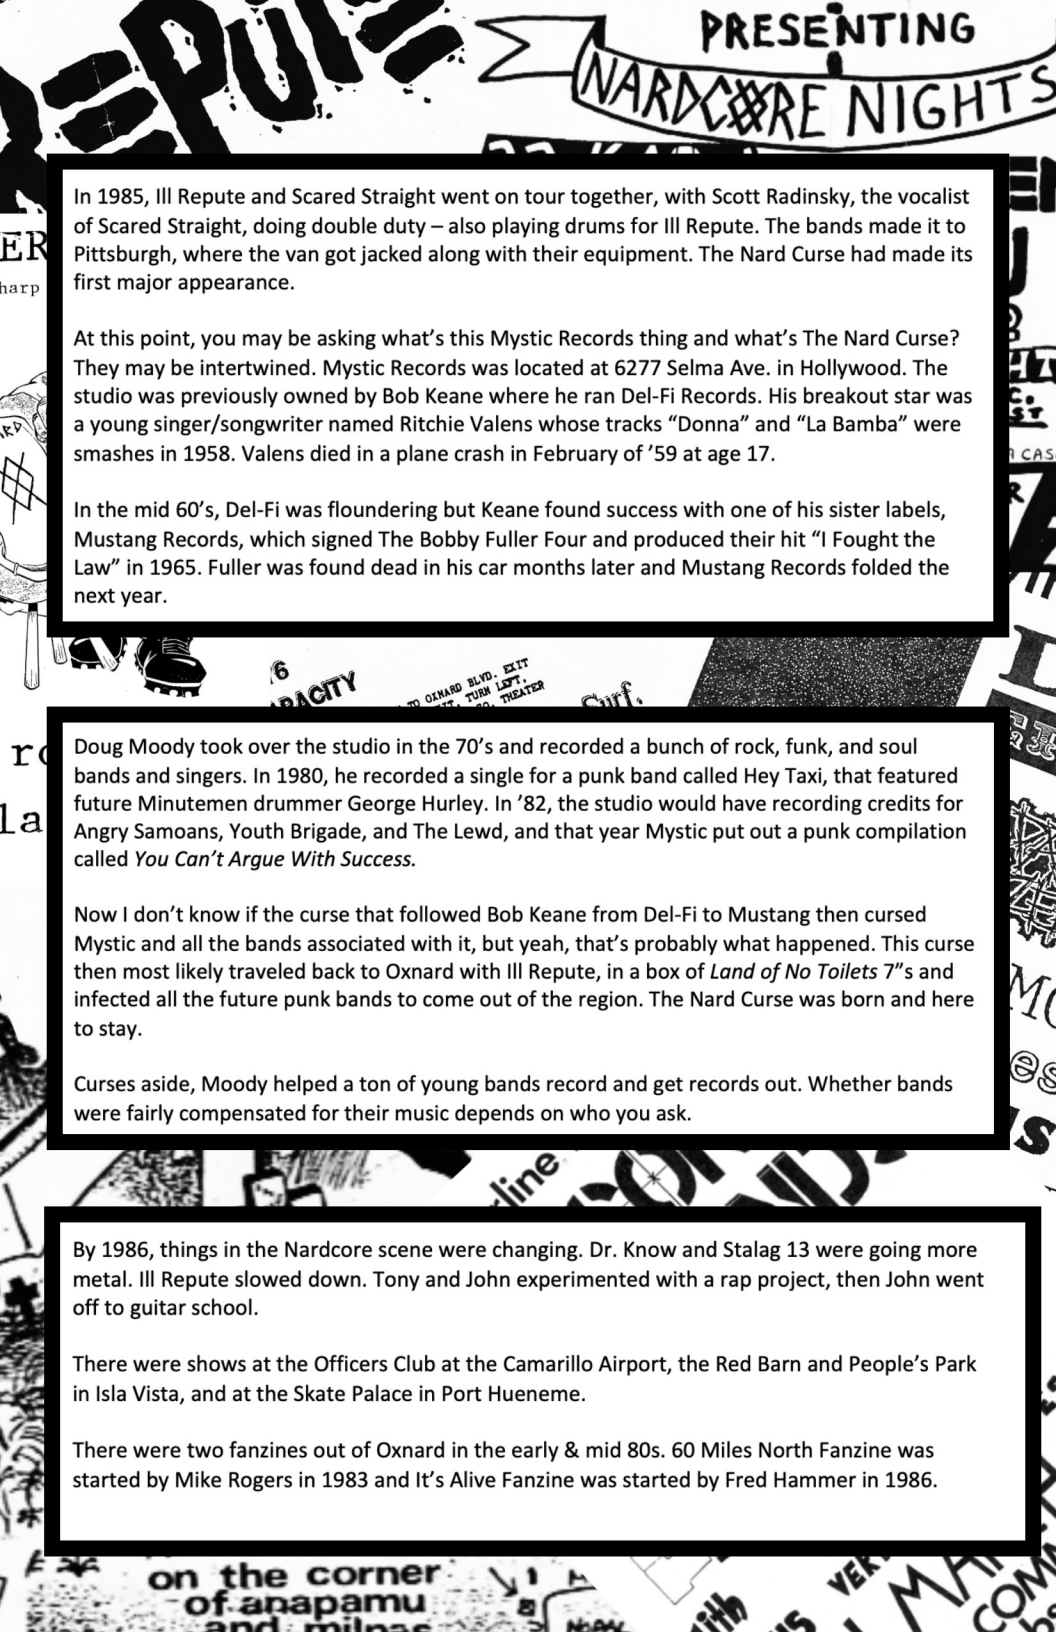 PRESENTING
NARDCORE NIGHTS
In 1985, Ill Repute and Scared Straight went on tour together, with Scott Radinsky, the vocalist
of Scared Straight, doing double duty – also playing drums for Ill Repute. The bands made it to
Pittsburgh, where the van got jacked along with their equipment. The Nard Curse had made its
first major appearance.
At this point, you may be asking what’s this Mystic Records thing and what’s The Nard Curse?
They may be intertwined. Mystic Records was located at 6277 Selma Ave. in Hollywood. The
studio was previously owned by Bob Keane where he ran Del-Fi Records. His breakout star was
a young singer/songwriter named Ritchie Valens whose tracks “Donna” and “La Bamba” were
smashes in 1958. Valens died in a plane crash in February of ’59 at age 17.
In the mid 60’s, Del-Fi was floundering but Keane found success with one of his sister labels,
Mustang Records, which signed The Bobby Fuller Four and produced their hit “I Fought the
Law” in 1965. Fuller was found dead in his car months later and Mustang Records folded the
next year.
OXNARD BLVD. EXIT
TURN LEFT,
THEATER
Surf,
Doug Moody took over the studio in the 70’s and recorded a bunch of rock, funk, and soul
bands and singers. In 1980, he recorded a single for a punk band called Hey Taxi, that featured
future Minutemen drummer George Hurley. In ’82, the studio would have recording credits for
Angry Samoans, Youth Brigade, and The Lewd, and that year Mystic put out a punk compilation
called You Can’t Argue With Success.
Now I don’t know if the curse that followed Bob Keane from Del-Fi to Mustang then cursed
Mystic and all the bands associated with it, but yeah, that’s probably what happened. This curse
then most likely traveled back to Oxnard with Ill Repute, in a box of Land of No Toilets 7”s and
infected all the future punk bands to come out of the region. The Nard Curse was born and here
to stay.
Curses aside, Moody helped a ton of young bands record and get records out. Whether bands
were fairly compensated for their music depends on who you ask.
By 1986, things in the Nardcore scene were changing. Dr. Know and Stalag 13 were going more
metal. Ill Repute slowed down. Tony and John experimented with a rap project, then John went
off to guitar school.
There were shows at the Officers Club at the Camarillo Airport, the Red Barn and People’s Park
in Isla Vista, and at the Skate Palace in Port Hueneme.
There were two fanzines out of Oxnard in the early & mid 80s. 60 Miles North Fanzine was
started by Mike Rogers in 1983 and It’s Alive Fanzine was started by Fred Hammer in 1986.
on the corner
of anapamu
and milpas